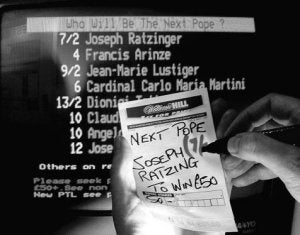 Who Will Be The Next Pope ?
7/2 Joseph Ratzinger
4 Francis Arinze
9/2 Jean-Marie Lustiger
6 Cardinal Carlo Maria Martini
13/2 Dionigi
10 Claud
10 Angel
12 Jose
Others on re
Please seek p
£50+. See non
New PTL see p
William HILL
NEXT POPE
JOSEPH
RATZING
TO WIN £50